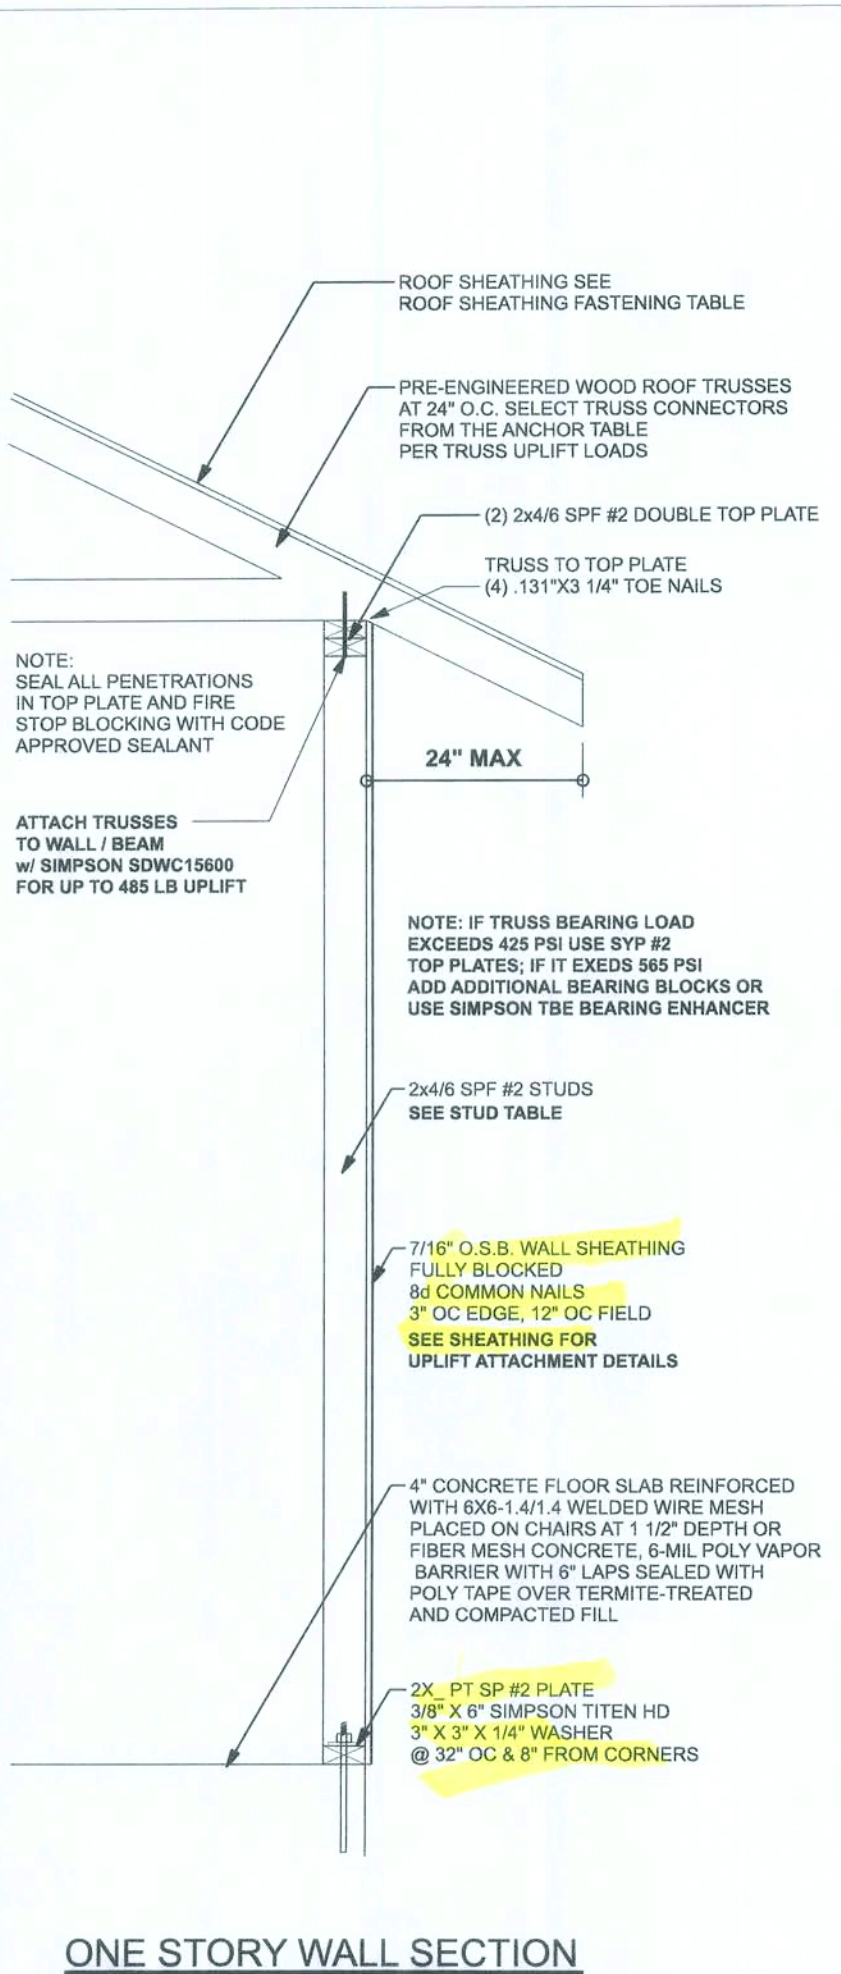 ROOF SHEATHING SEE
ROOF SHEATHING FASTENING TABLE
PRE-ENGINEERED WOOD ROOF TRUSSES
AT 24" O.C. SELECT TRUSS CONNECTORS
FROM THE ANCHOR TABLE
PER TRUSS UPLIFT LOADS
(2) 2x4/6 SPF #2 DOUBLE TOP PLATE
TRUSS TO TOP PLATE
(4) .131"X3 1/4" TOE NAILS
NOTE:
SEAL ALL PENETRATIONS
IN TOP PLATE AND FIRE
STOP BLOCKING WITH CODE
APPROVED SEALANT
24" MAX
ATTACH TRUSSES
TO WALL / BEAM
w/ SIMPSON SDWC15600
FOR UP TO 485 LB UPLIFT
NOTE: IF TRUSS BEARING LOAD
EXCEEDS 425 PSI USE SYP #2
TOP PLATES; IF IT EXEDS 565 PSI
ADD ADDITIONAL BEARING BLOCKS OR
USE SIMPSON TBE BEARING ENHANCER
2x4/6 SPF #2 STUDS
SEE STUD TABLE
7/16" O.S.B. WALL SHEATHING
FULLY BLOCKED
8d COMMON NAILS
3" OC EDGE, 12" OC FIELD
SEE SHEATHING FOR
UPLIFT ATTACHMENT DETAILS
4" CONCRETE FLOOR SLAB REINFORCED
WITH 6X6-1.4/1.4 WELDED WIRE MESH
PLACED ON CHAIRS AT 1 1/2" DEPTH OR
FIBER MESH CONCRETE, 6-MIL POLY VAPOR
BARRIER WITH 6" LAPS SEALED WITH
POLY TAPE OVER TERMITE-TREATED
AND COMPACTED FILL
2X_ PT SP #2 PLATE
3/8" X 6" SIMPSON TITEN HD
3" X 3" X 1/4" WASHER
@ 32" OC & 8" FROM CORNERS
ONE STORY WALL SECTION